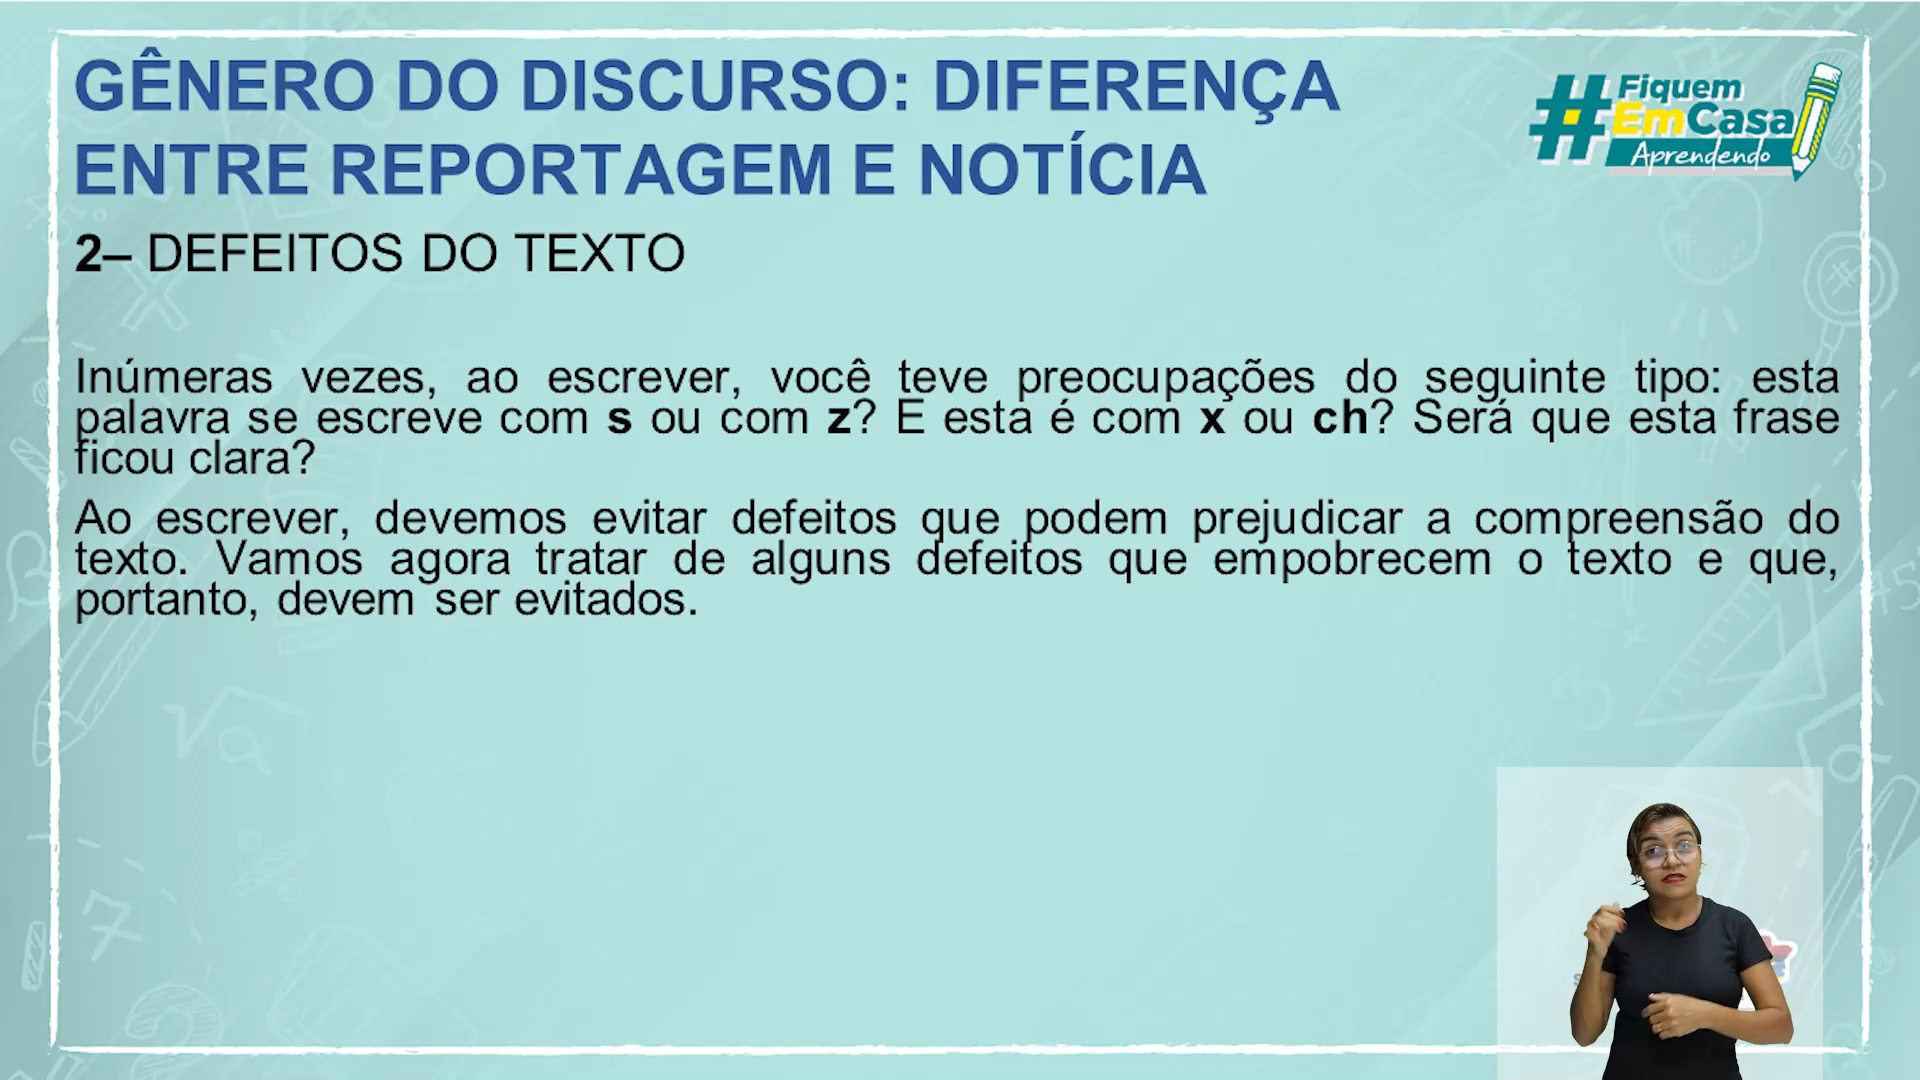 GÊNERO DO DISCURSO: DIFERENÇA
ENTRE REPORTAGEM E NOTÍCIA
#Fiquem
EmCasa
Aprendendo
2– DEFEITOS DO TEXTO
Inúmeras vezes, ao escrever, você teve preocupações do seguinte tipo: esta
palavra se escreve com s ou com z? E esta é com x ou ch? Será que esta frase
ficou clara?
Ao escrever, devemos evitar defeitos que podem prejudicar a compreensão do
texto. Vamos agora tratar de alguns defeitos que empobrecem o texto e que,
portanto, devem ser evitados.